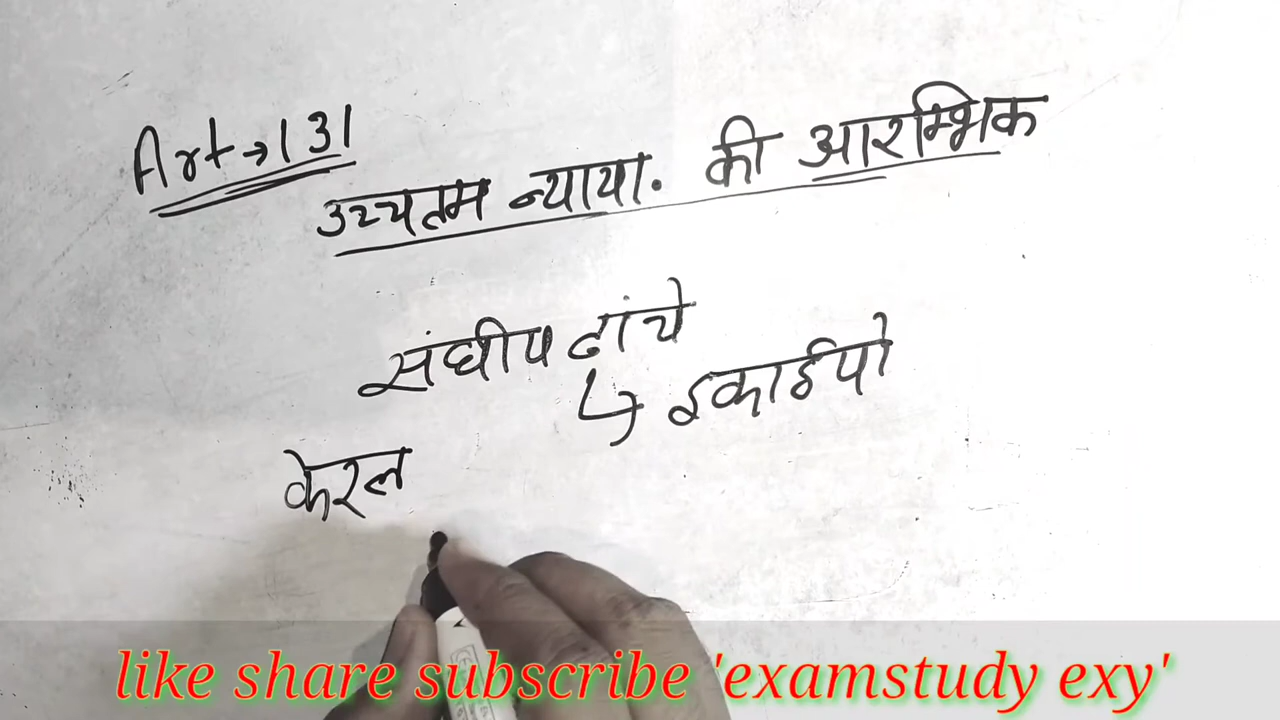 Art→131
उच्चतम न्याया. की आरम्भिक
संघीय ढांचे
↳ इकाईयो
केरल
like share subscribe 'examstudy exy'